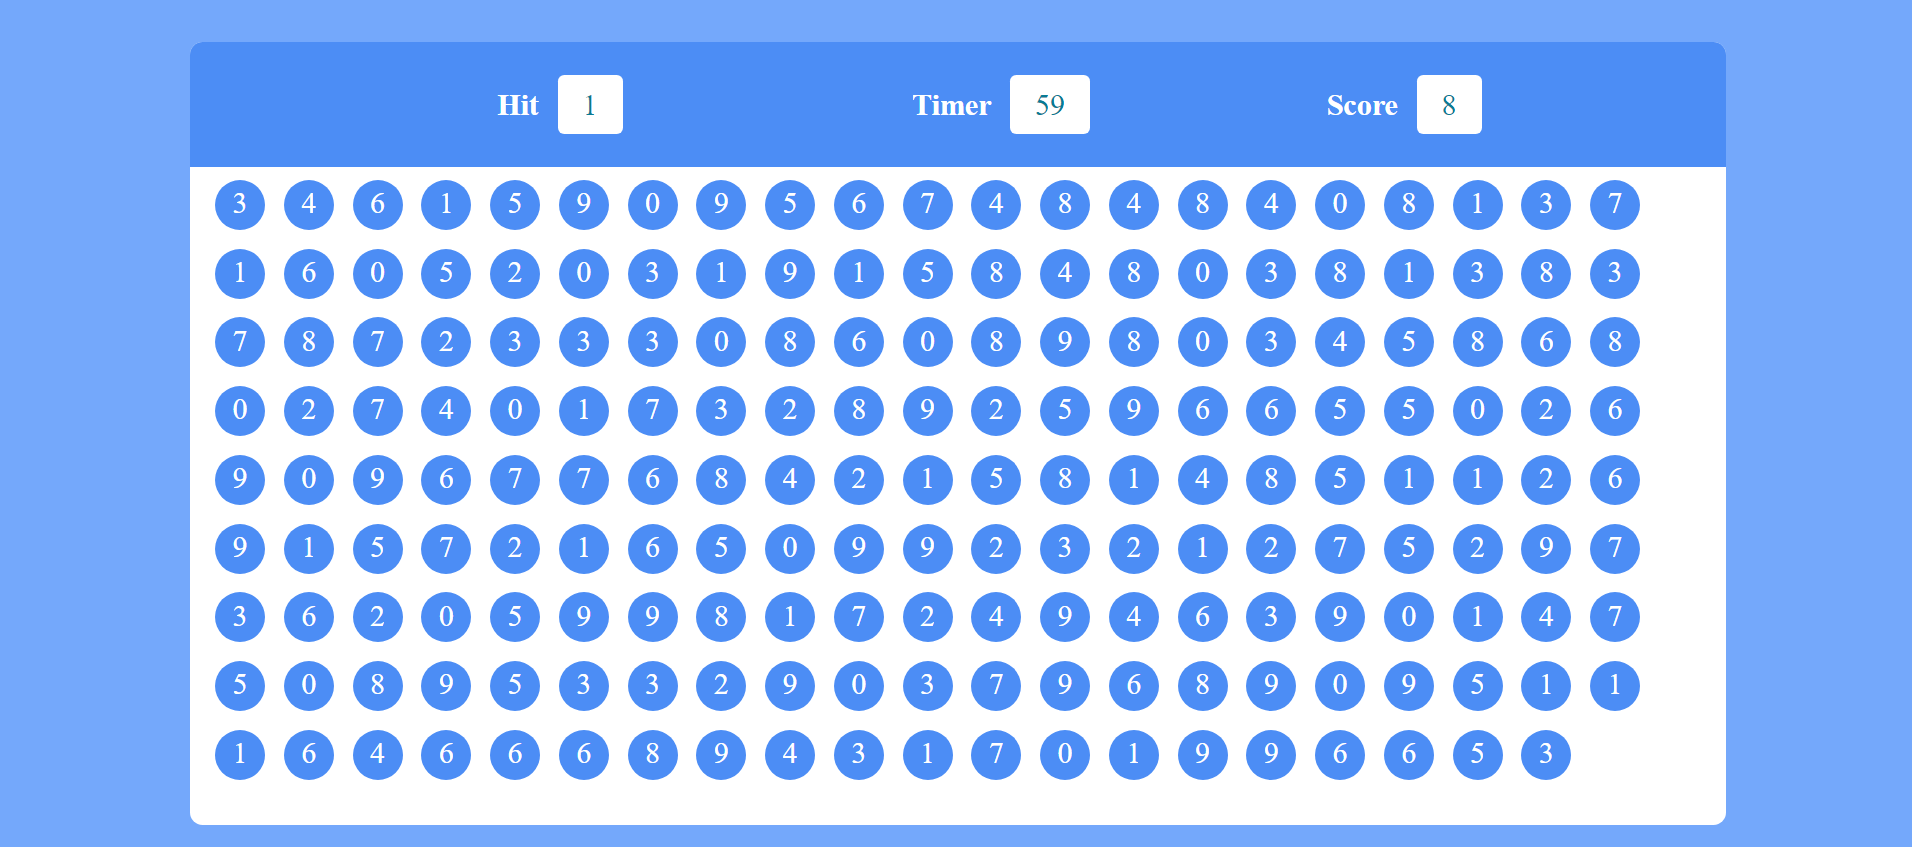 Hit 1 Timer 59 Score 8
3 4 6 1 5 9 0 9 5 6 7 4 8 4 8 4 0 8 1 3 7
1 6 0 5 2 0 3 1 9 1 5 8 4 8 0 3 8 1 3 8 3
7 8 7 2 3 3 3 0 8 6 0 8 9 8 0 3 4 5 8 6 8
0 2 7 4 0 1 7 3 2 8 9 2 5 9 6 6 5 5 0 2 6
9 0 9 6 7 7 6 8 4 2 1 5 8 1 4 8 5 1 1 2 6
9 1 5 7 2 1 6 5 0 9 9 2 3 2 1 2 7 5 2 9 7
3 6 2 0 5 9 9 8 1 7 2 4 9 4 6 3 9 0 1 4 7
5 0 8 9 5 3 3 2 9 0 3 7 9 6 8 9 0 9 5 1 1
1 6 4 6 6 6 8 9 4 3 1 7 0 1 9 9 6 6 5 3